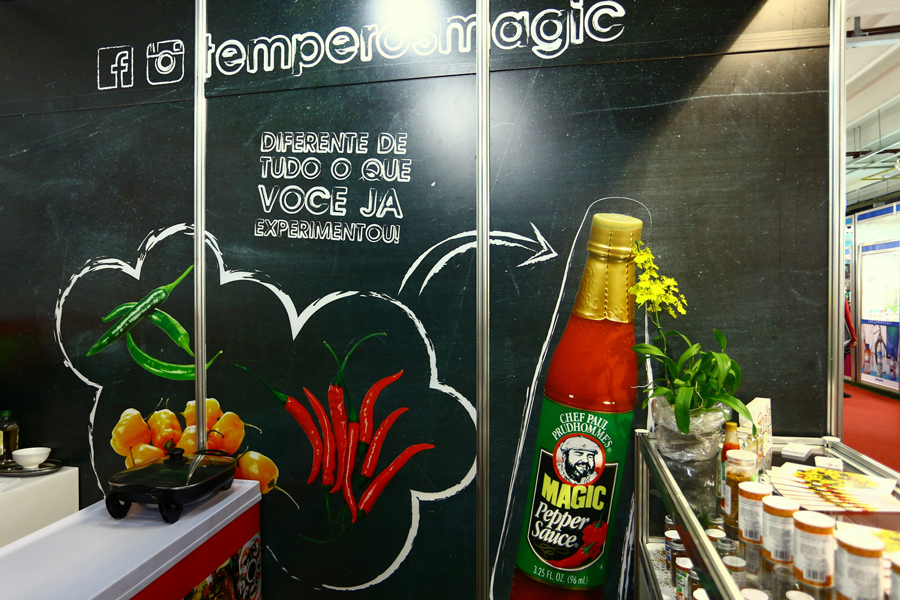 temperosmagic
DIFERENTE DE
TUDO O QUE
VOCE JA
EXPERIMENTOU!
CHEF PAUL
PRUDHOMME'S
MAGIC
Pepper
Sauce®
3.25 FL. OZ. (96 mL)